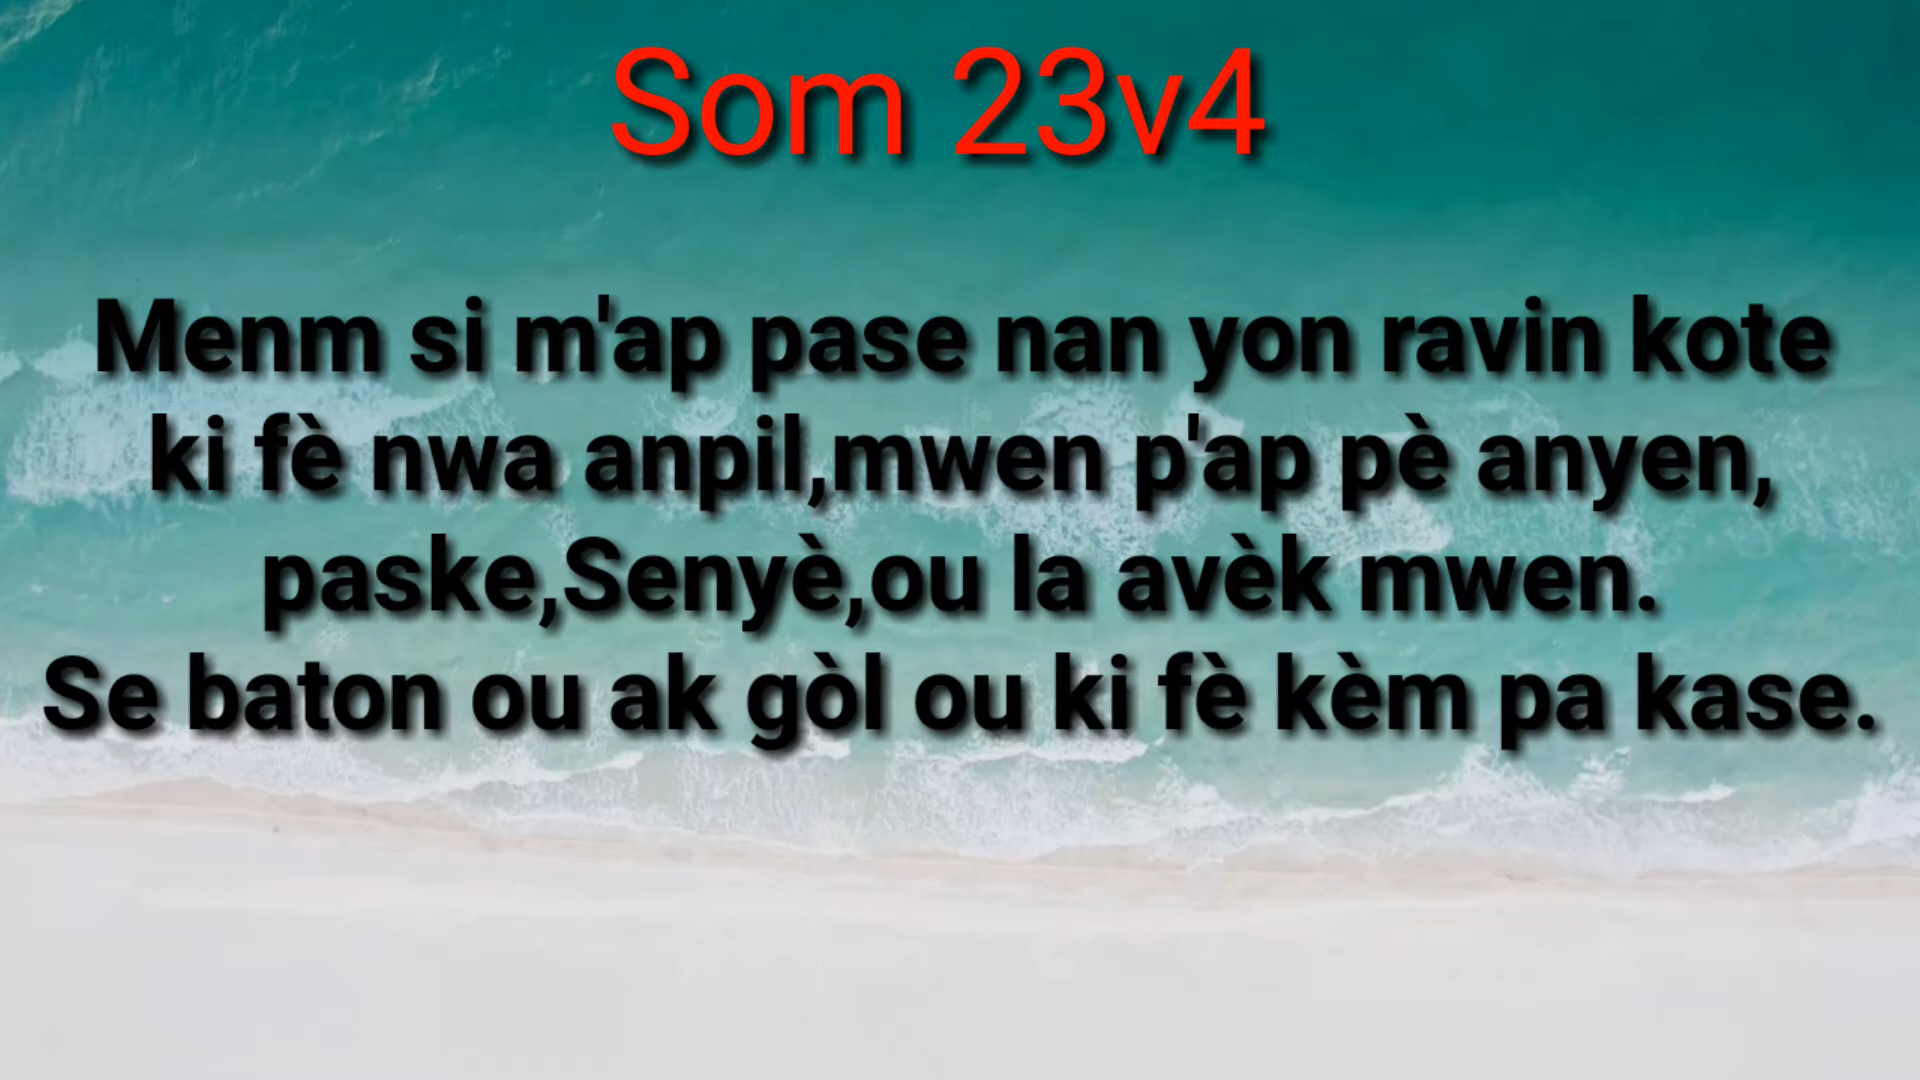 Som 23v4
Menm si m'ap pase nan yon ravin kote
ki fè nwa anpil,mwen p'ap pè anyen,
paske,Senyè,ou la avèk mwen.
Se baton ou ak gòl ou ki fè kèm pa kase.